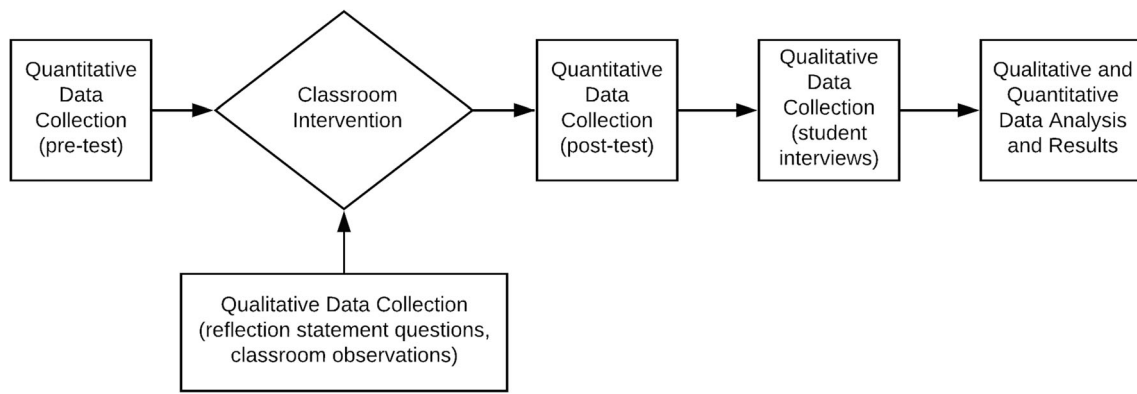 Quantitative
Data
Collection
(pre-test)
Classroom
Intervention
Quantitative
Data
Collection
(post-test)
Qualitative
Data
Collection
(student
interviews)
Qualitative and
Quantitative
Data Analysis
and Results
Qualitative Data Collection
(reflection statement questions,
classroom observations)